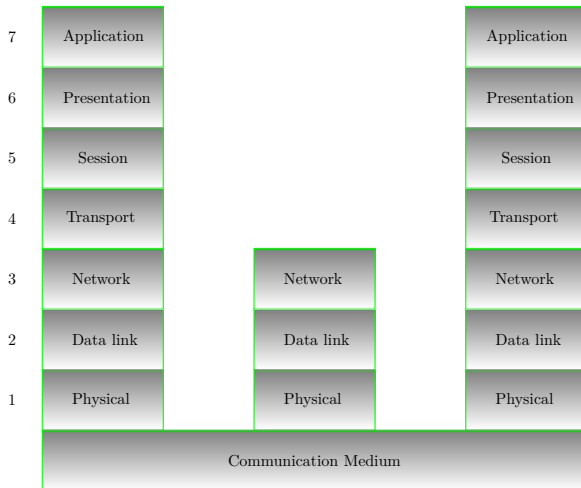 7 Application Application
6 Presentation Presentation
5 Session Session
4 Transport Transport
3 Network Network Network
2 Data link Data link Data link
1 Physical Physical Physical
Communication Medium